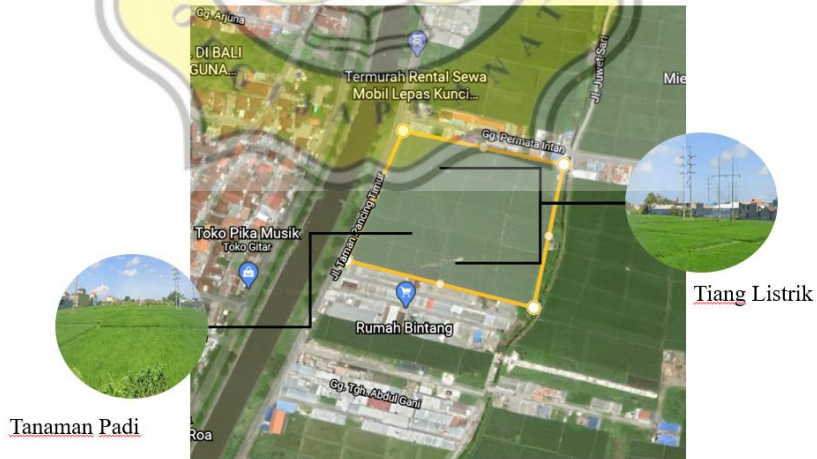 Gg. Arjuna
DI BALI
GUNA...
Termurah Rental Sewa
Mobil Lepas Kunci...
Jl. Juwet Sari
Mie
Gg. Permata Intan
Jl. Taman Pancing Timur
Toko Pika Musik
Toko Gitar
Tiang Listrik
Rumah Bintang
Gg. Tgh. Abdul Gani
Tanaman Padi
Roa